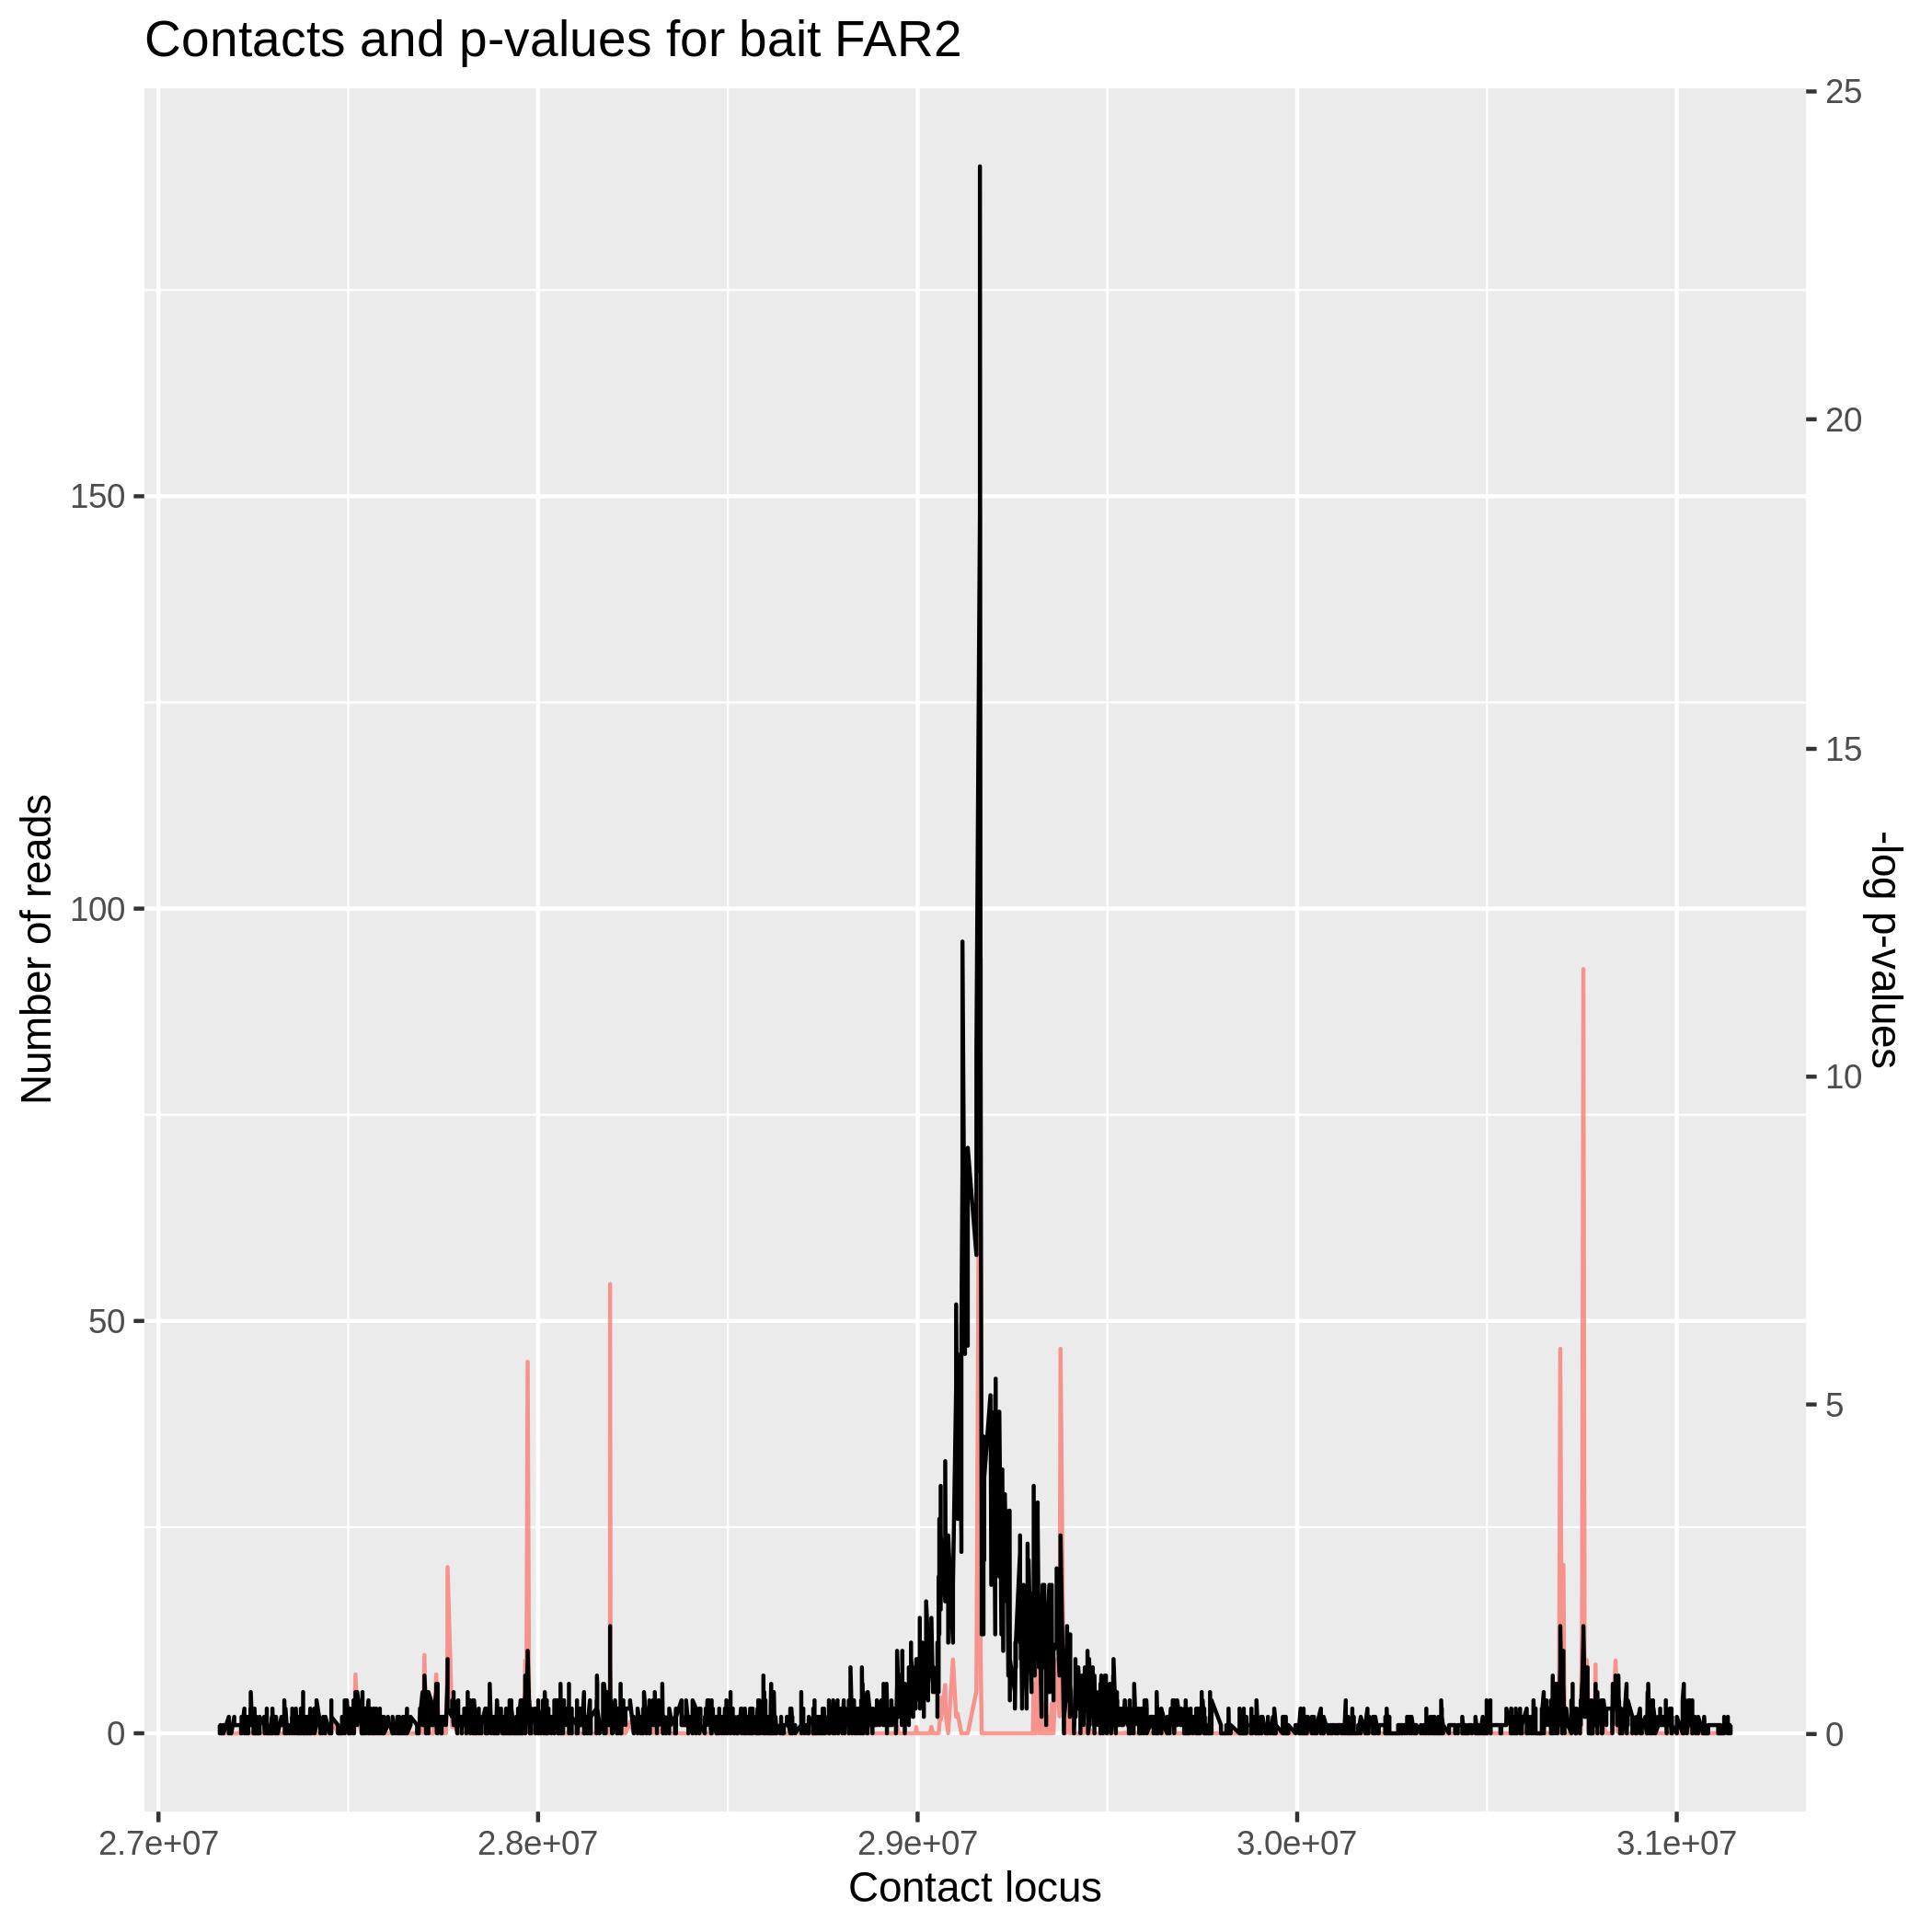 Contacts and p-values for bait FAR2
Number of reads
150
100
50
0
25
20
15
10
5
0
-log p-values
2.7e+07
2.8e+07
2.9e+07
3.0e+07
3.1e+07
Contact locus